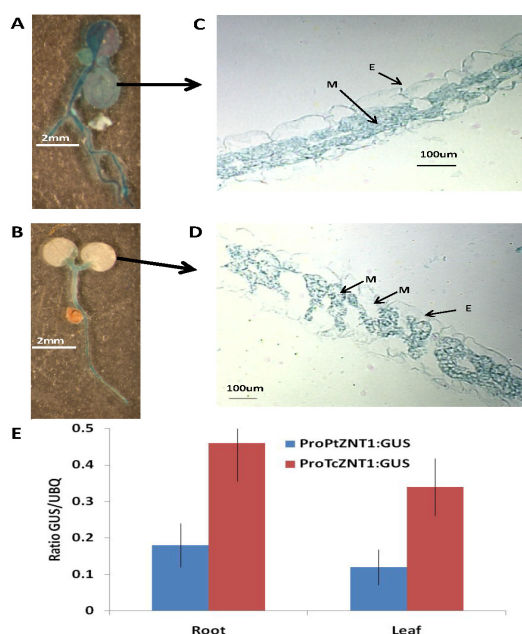 A
2mm
C
E
M
100um
B
2mm
D
M
M
E
100um
E
0.5
0.4
0.3
0.2
0.1
0
Ratio GUS/UBQ
ProPtZNT1:GUS
ProTcZNT1:GUS
Root
Leaf